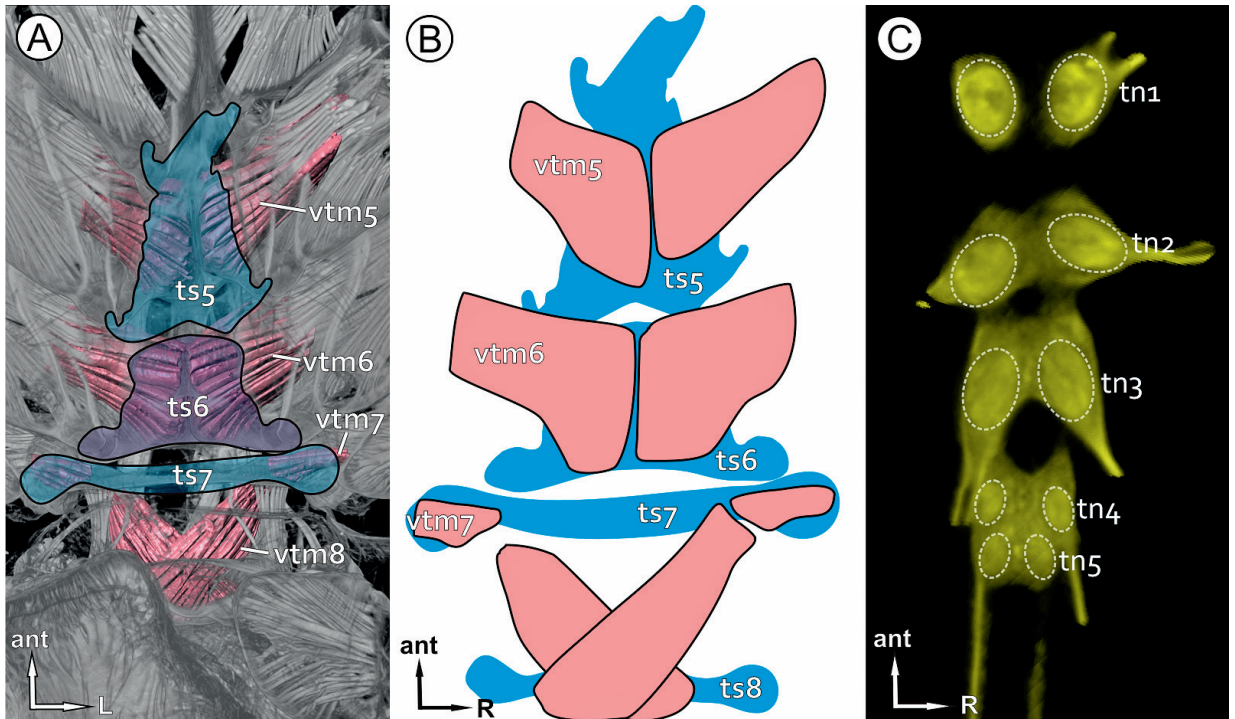 A
vtm5
ts5
vtm6
ts6
vtm7
ts7
vtm8
ant
L
B
vtm5
ts5
vtm6
ts6
vtm7
ts7
ts8
ant
R
C
tn1
tn2
tn3
tn4
tn5
ant
R